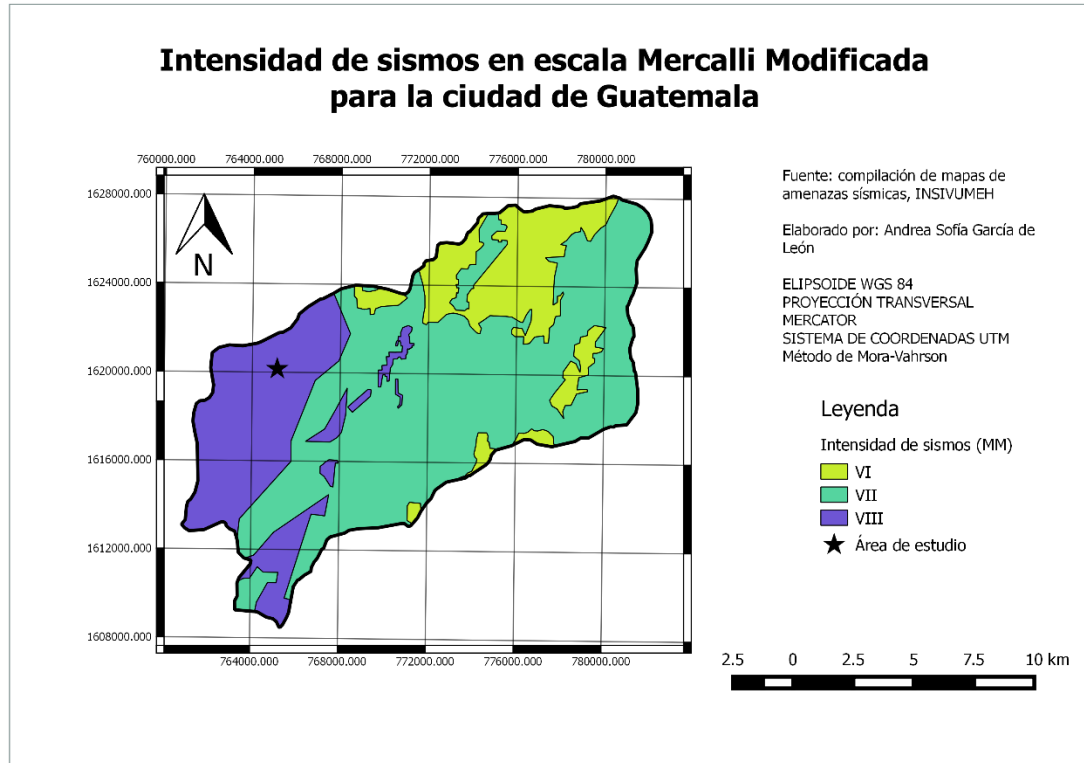 Intensidad de sismos en escala Mercalli Modificada
para la ciudad de Guatemala
760000.000 764000.000 768000.000 772000.000 776000.000 780000.000
1628000.000
N
1624000.000
1620000.000
1616000.000
1612000.000
1608000.000
764000.000 768000.000 772000.000 776000.000 780000.000
Fuente: compilación de mapas de
amenazas sísmicas, INSIVUMEH
Elaborado por: Andrea Sofía García de
León
ELIPSOIDE WGS 84
PROYECCIÓN TRANSVERSAL
MERCATOR
SISTEMA DE COORDENADAS UTM
Método de Mora-Vahrson
Leyenda
Intensidad de sismos (MM)
VI
VII
VIII
Área de estudio
2.5 0 2.5 5 7.5 10 km